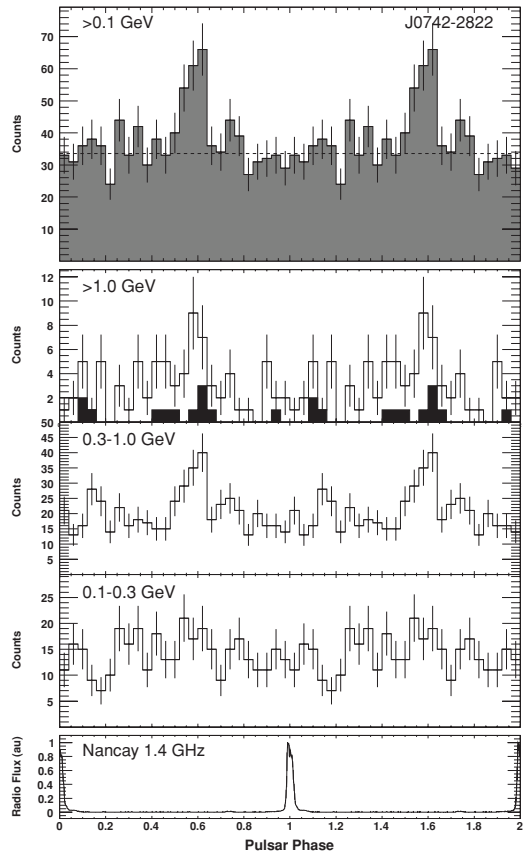 >0.1 GeV J0742-2822
70
60
50
40
30
20
10
Counts
>1.0 GeV
12
10
8
6
4
2
Counts
0.3-1.0 GeV
50
45
40
35
30
25
20
15
10
5
Counts
0.1-0.3 GeV
25
20
15
10
5
Counts
Nancay 1.4 GHz
1
0.8
0.6
0.4
0.2
0
Radio Flux (au)
0 0.2 0.4 0.6 0.8 1 1.2 1.4 1.6 1.8 2
Pulsar Phase